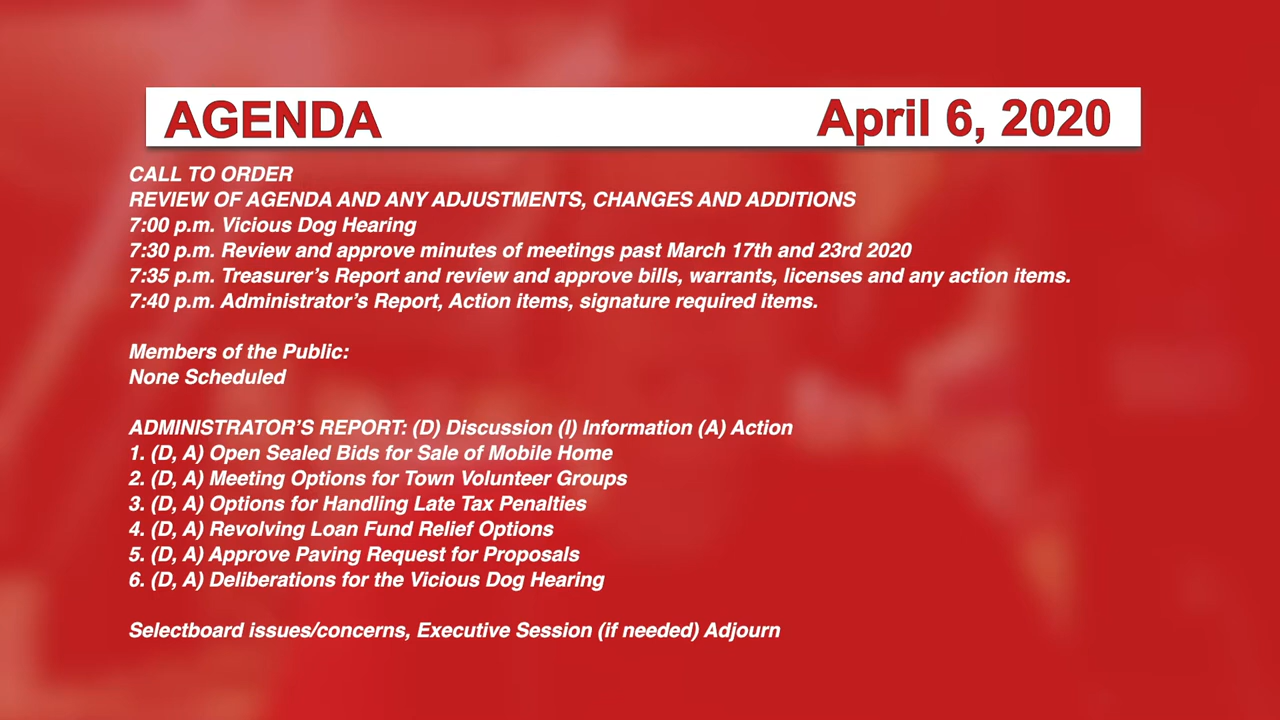 AGENDA April 6, 2020
CALL TO ORDER
REVIEW OF AGENDA AND ANY ADJUSTMENTS, CHANGES AND ADDITIONS
7:00 p.m. Vicious Dog Hearing
7:30 p.m. Review and approve minutes of meetings past March 17th and 23rd 2020
7:35 p.m. Treasurer’s Report and review and approve bills, warrants, licenses and any action items.
7:40 p.m. Administrator’s Report, Action items, signature required items.
Members of the Public:
None Scheduled
ADMINISTRATOR’S REPORT: (D) Discussion (I) Information (A) Action
1. (D, A) Open Sealed Bids for Sale of Mobile Home
2. (D, A) Meeting Options for Town Volunteer Groups
3. (D, A) Options for Handling Late Tax Penalties
4. (D, A) Revolving Loan Fund Relief Options
5. (D, A) Approve Paving Request for Proposals
6. (D, A) Deliberations for the Vicious Dog Hearing
Selectboard issues/concerns, Executive Session (if needed) Adjourn